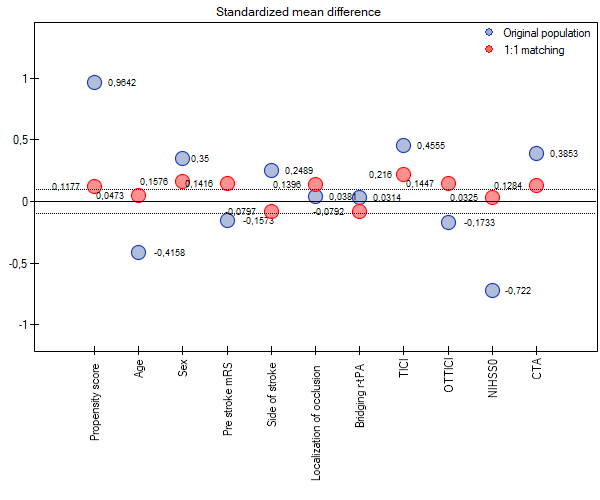 Standardized mean difference
Original population
1:1 matching
1
0,5
0
-0,5
-1
0,9642
0,1177
0,0473
-0,4158
0,1576
0,35
0,1416
-0,1573
-0,0797
0,2489
0,1396
0,0381
-0,0792
0,0314
0,216
0,4555
0,1447
-0,1733
0,0325
-0,722
0,1284
0,3853
Propensity score
Age
Sex
Pre stroke mRS
Side of stroke
Localization of occlusion
Bridging r-tPA
TICI
OTTICI
NIHSS0
CTA